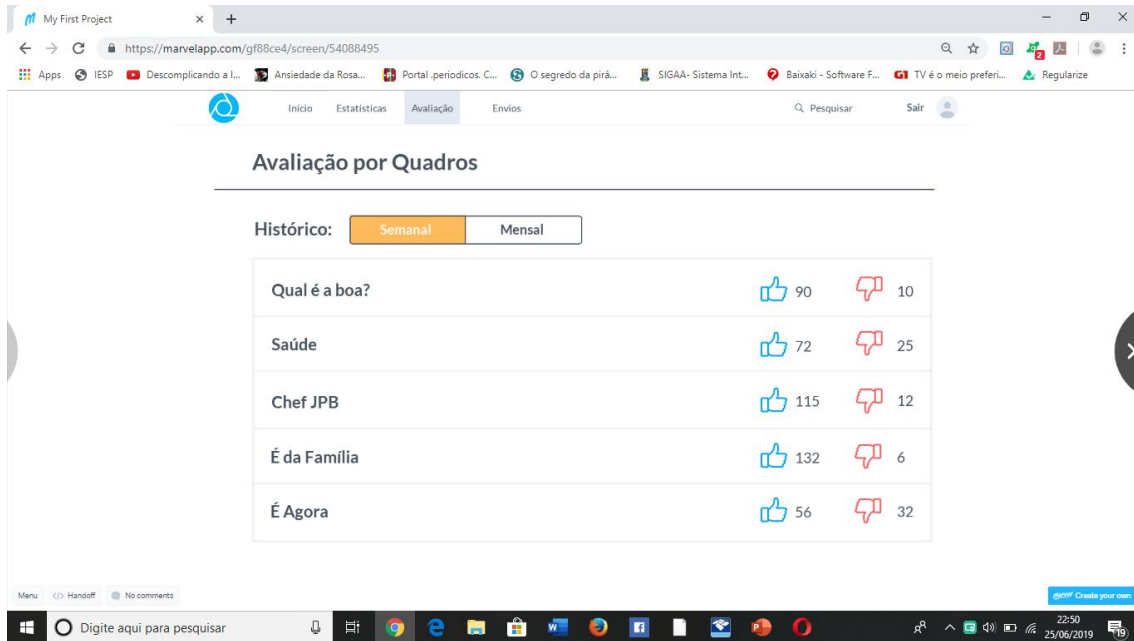 My First Project
https://marvelapp.com/gf88ce4/screen/54088495
Apps IESP Descomplicando a l... Ansiedade da Rosa... Portal .periodicos. C... O segredo da pirâ... SIGAA- Sistema Int... Baixaki - Software F... G1 TV é o meio preferi... Regularize
Início Estatísticas Avaliação Envios Pesquisar Sair
Avaliação por Quadros
Histórico: Semanal Mensal
Qual é a boa? 90 10
Saúde 72 25
Chef JPB 115 12
É da Família 132 6
É Agora 56 32
Menu </> Handoff No comments
Marvel Create your own
Digite aqui para pesquisar
22:50
25/06/2019
19